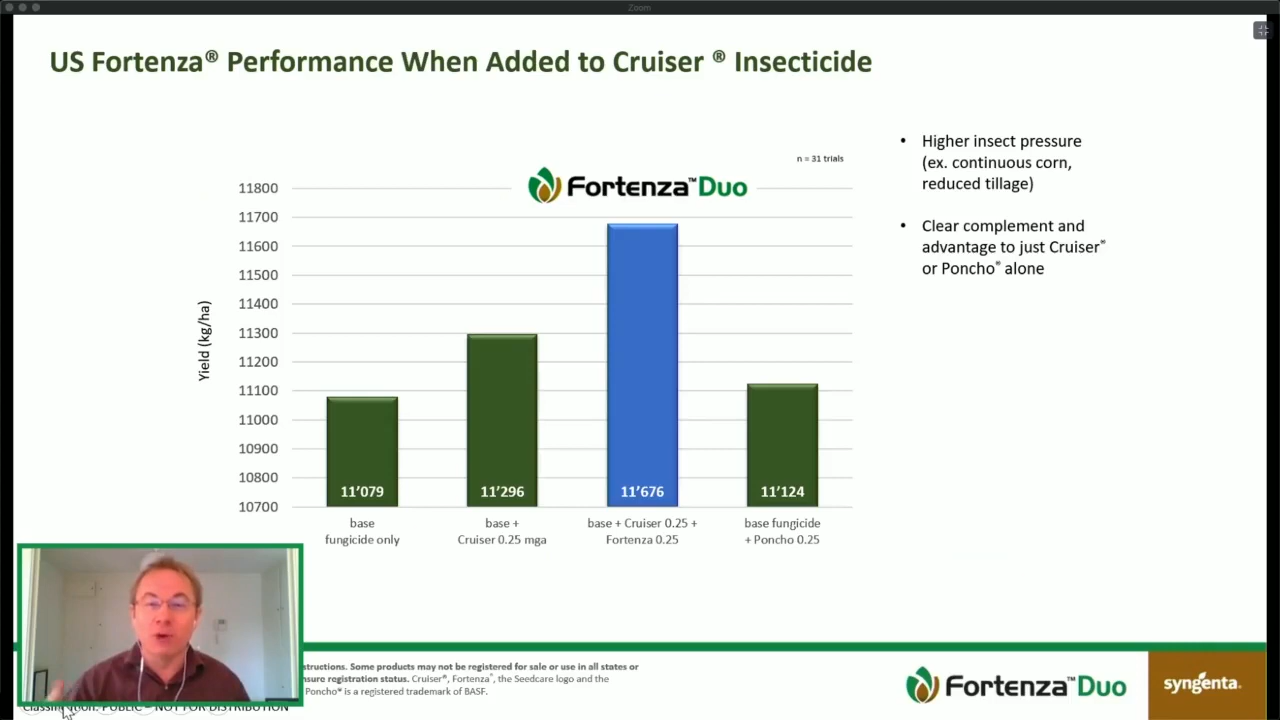 Zoom
US Fortenza® Performance When Added to Cruiser ® Insecticide
n = 31 trials
Fortenza™Duo
11800
11700
11600
11500
11400
11300
11200
11100
11000
10900
10800
10700
Yield (kg/ha)
11’079
11’296
11’676
11’124
base
fungicide only
base +
Cruiser 0.25 mga
base + Cruiser 0.25 +
Fortenza 0.25
base fungicide
+ Poncho 0.25
• Higher insect pressure
(ex. continuous corn,
reduced tillage)
• Clear complement and
advantage to just Cruiser®
or Poncho® alone
structions. Some products may not be registered for sale or use in all states or
nsure registration status. Cruiser®, Fortenza®, the Seedcare logo and the
Poncho® is a registered trademark of BASF.
PUBLIC – NOT FOR DISTRIBUTION
Fortenza™Duo
syngenta.